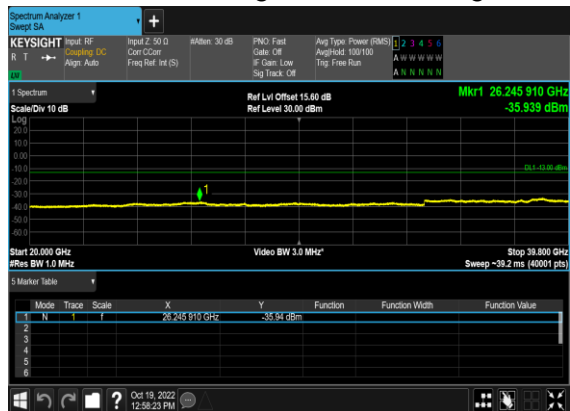 Spectrum Analyzer 1
Swept SA
KEYSIGHT Input: RF Input Z: 50 Ω #Atten: 30 dB PNO: Fast Avg Type: Power (RMS) 1 2 3 4 5 6
R T Coupling: DC Corr CCorr Gate: Off Avg|Hold: 100/100 A W W W W W
Align: Auto Freq Ref: Int (S) IF Gain: Low Trig: Free Run
LW Sig Track: Off A N N N N N
1 Spectrum
Ref Lvl Offset 15.60 dB Mkr1 26.245 910 GHz
Scale/Div 10 dB Ref Level 30.00 dBm -35.939 dBm
Log
20.0
10.0
0.00
-10.0 DL1 -13.00 dBm
-20.0
-30.0 1
-40.0
-50.0
-60.0
Start 20.000 GHz Video BW 3.0 MHz* Stop 39.800 GHz
#Res BW 1.0 MHz Sweep ~39.2 ms (40001 pts)
5 Marker Table
Mode Trace Scale X Y Function Function Width Function Value
1 N 1 f 26.245 910 GHz -35.94 dBm
2
3
4
5
6
? Oct 19, 2022
12:58:23 PM